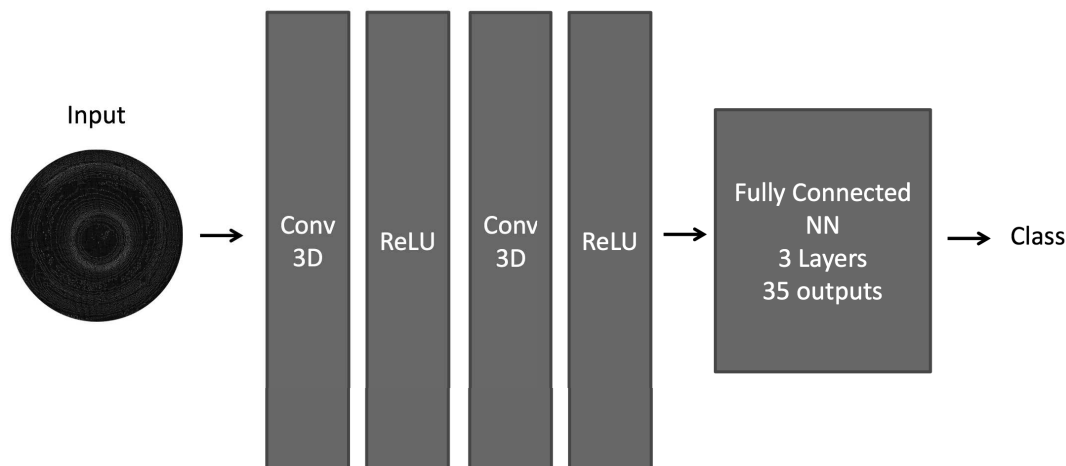 Input
Conv
3D
ReLU
Conv
3D
ReLU
Fully Connected
NN
3 Layers
35 outputs
Class